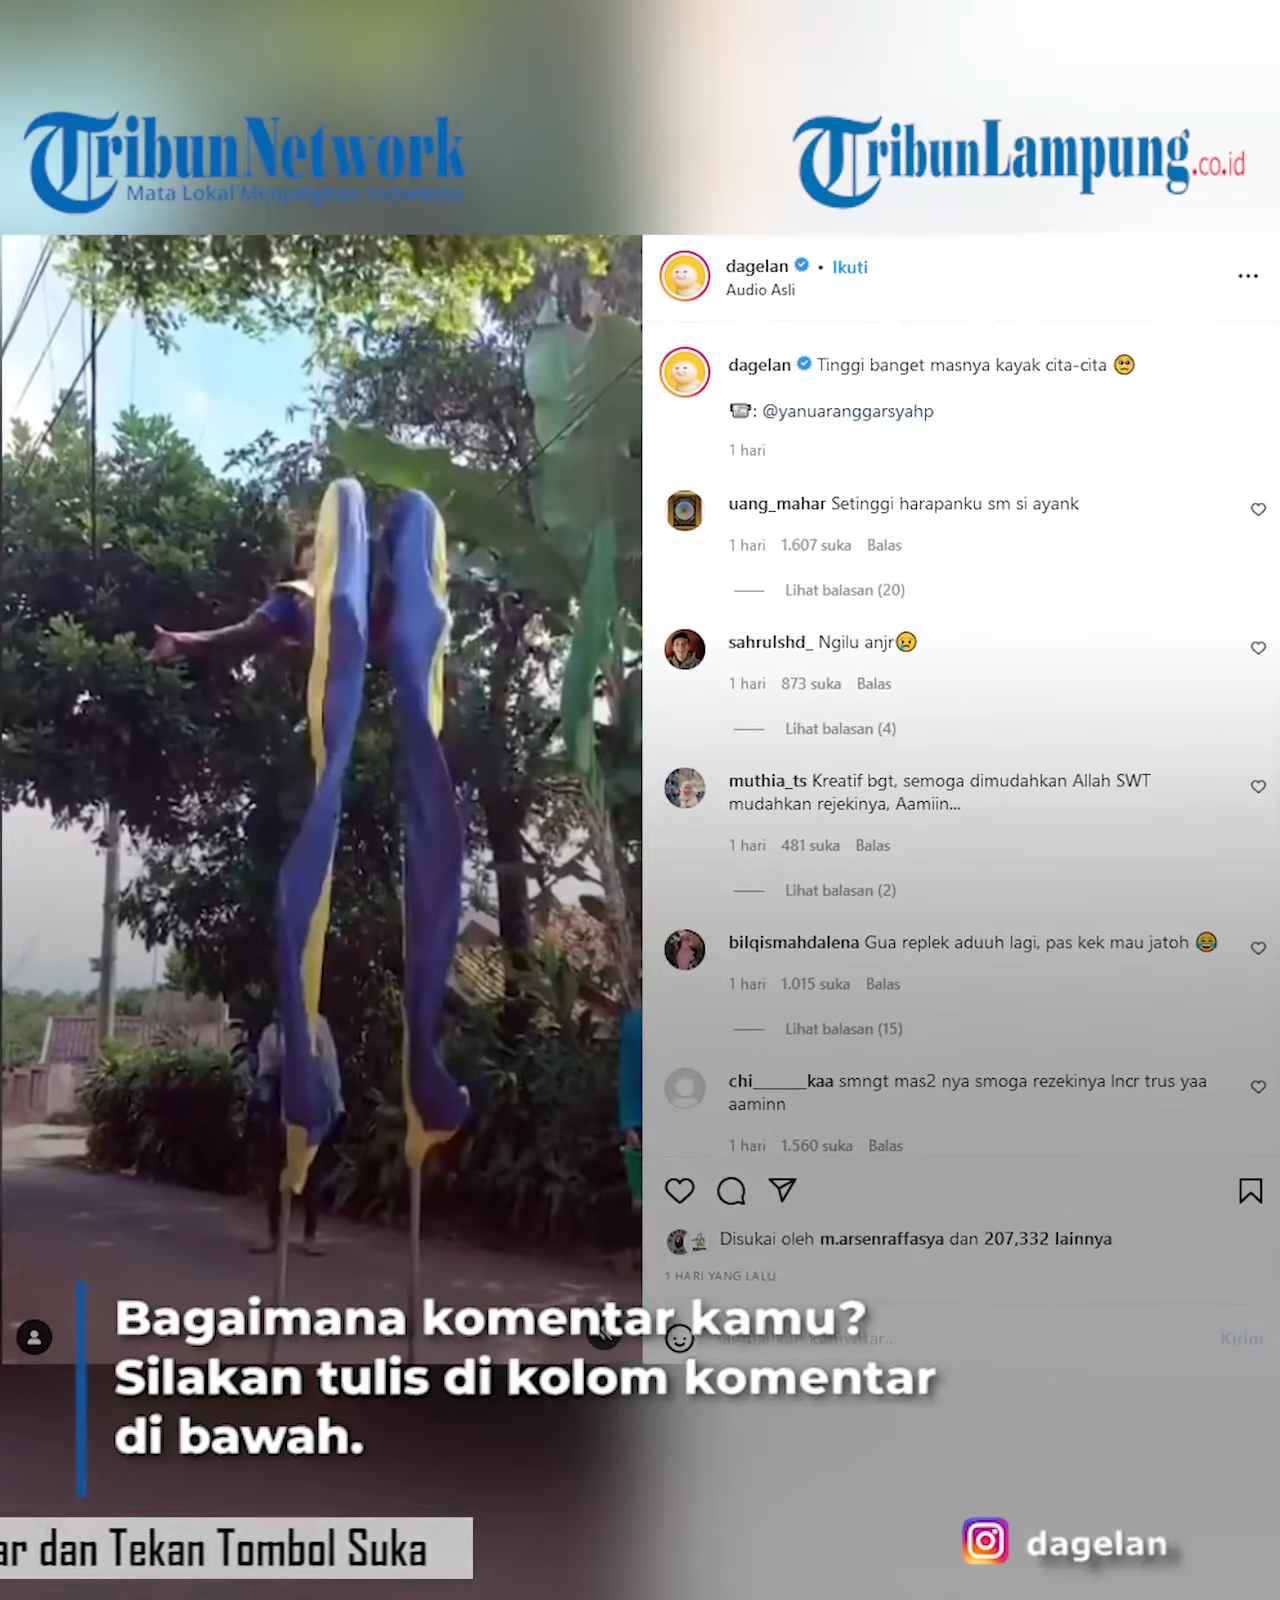 TribunNetwork
Mata Lokal Menjangkau Indonesia
TribunLampung.co.id
dagelan • Ikuti
Audio Asli
dagelan Tinggi banget masnya kayak cita-cita 🥺
📹: @yanuaranggarsyahp
1 hari
uang_mahar Setinggi harapanku sm si ayank
1 hari 1.607 suka Balas
Lihat balasan (20)
sahrulshd_ Ngilu anjr😢
1 hari 873 suka Balas
Lihat balasan (4)
muthia_ts Kreatif bgt, semoga dimudahkan Allah SWT
mudahkan rejekinya, Aamiin...
1 hari 481 suka Balas
Lihat balasan (2)
bilqismahdalena Gua replek aduuh lagi, pas kek mau jatoh 😂
1 hari 1.015 suka Balas
Lihat balasan (15)
chi______kaa smngt mas2 nya smoga rezekinya lncr trus yaa
aaminn
1 hari 1.560 suka Balas
Disukai oleh m.arsenraffasya dan 207,332 lainnya
1 HARI YANG LALU
Kirim
Bagaimana komentar kamu?
Silakan tulis di kolom komentar
di bawah.
ar dan Tekan Tombol Suka
dagelan